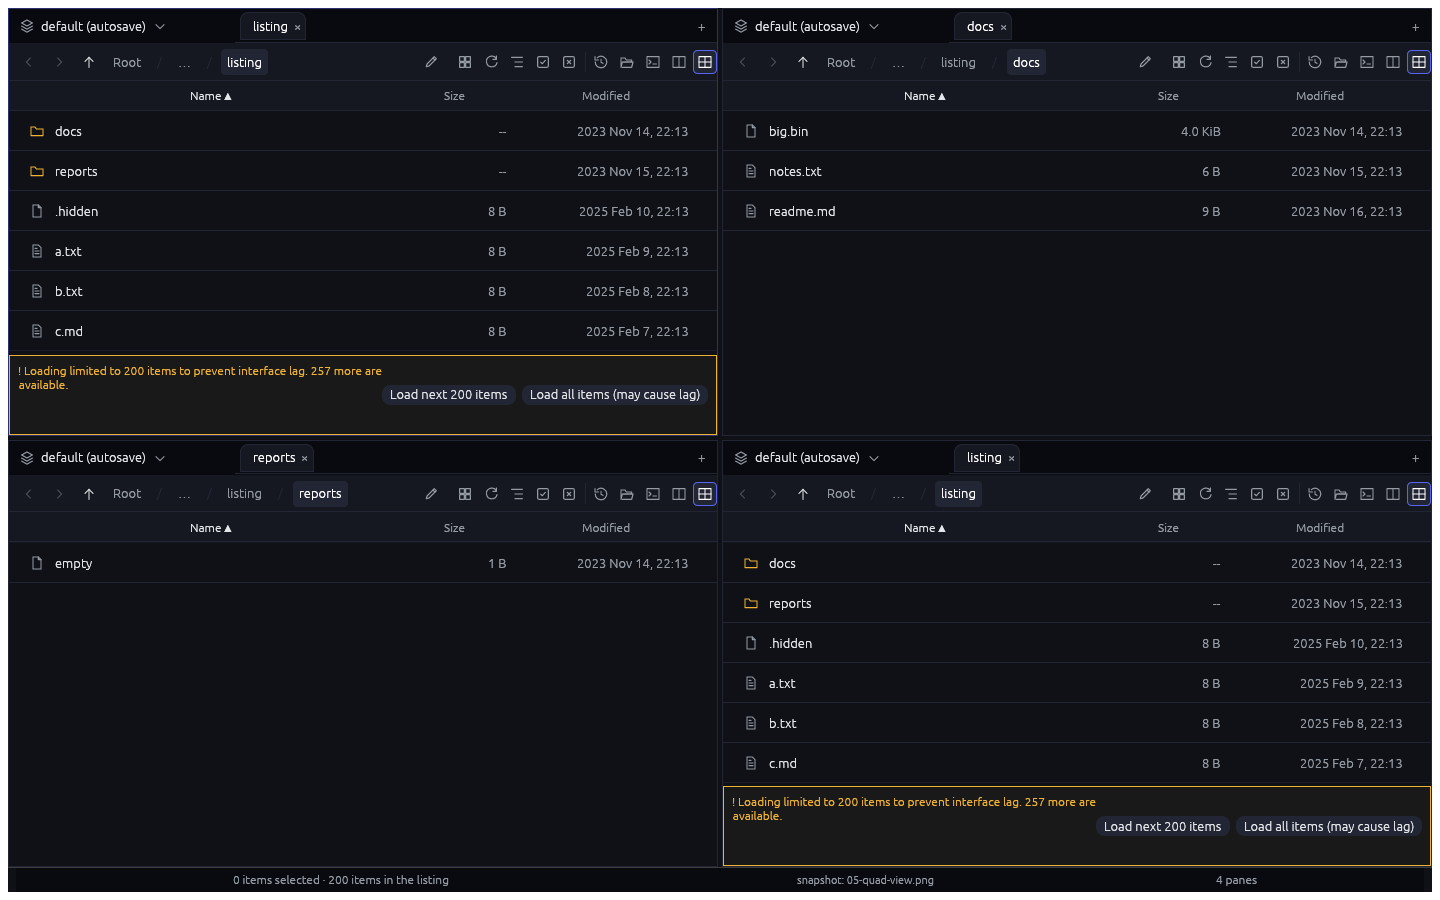 default (autosave)
listing ×
+
Root / ... / listing
Name ▲ Size Modified
docs -- 2023 Nov 14, 22:13
reports -- 2023 Nov 15, 22:13
.hidden 8 B 2025 Feb 10, 22:13
a.txt 8 B 2025 Feb 9, 22:13
b.txt 8 B 2025 Feb 8, 22:13
c.md 8 B 2025 Feb 7, 22:13
! Loading limited to 200 items to prevent interface lag. 257 more are
available.
Load next 200 items Load all items (may cause lag)
default (autosave)
docs ×
+
Root / ... / listing / docs
Name ▲ Size Modified
big.bin 4.0 KiB 2023 Nov 14, 22:13
notes.txt 6 B 2023 Nov 15, 22:13
readme.md 9 B 2023 Nov 16, 22:13
default (autosave)
reports ×
+
Root / ... / listing / reports
Name ▲ Size Modified
empty 1 B 2023 Nov 14, 22:13
default (autosave)
listing ×
+
Root / ... / listing
Name ▲ Size Modified
docs -- 2023 Nov 14, 22:13
reports -- 2023 Nov 15, 22:13
.hidden 8 B 2025 Feb 10, 22:13
a.txt 8 B 2025 Feb 9, 22:13
b.txt 8 B 2025 Feb 8, 22:13
c.md 8 B 2025 Feb 7, 22:13
! Loading limited to 200 items to prevent interface lag. 257 more are
available.
Load next 200 items Load all items (may cause lag)
0 items selected · 200 items in the listing
snapshot: 05-quad-view.png
4 panes